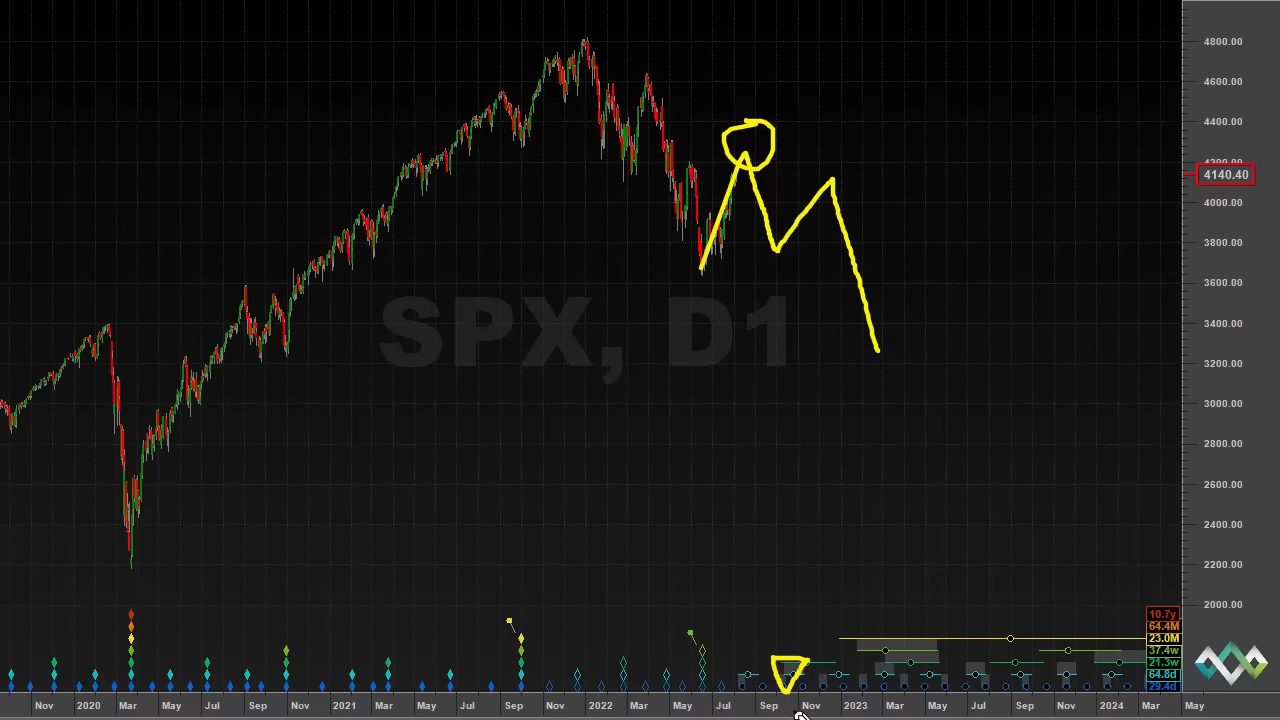 SPX, D1
4800.00
4600.00
4400.00
4200.00
4140.40
4000.00
3800.00
3600.00
3400.00
3200.00
3000.00
2800.00
2600.00
2400.00
2200.00
2000.00
10.7y
64.4M
23.0M
37.4w
21.3w
64.8d
29.4d
Nov 2020 Mar May Jul Sep Nov 2021 Mar May Jul Sep Nov 2022 Mar May Jul Sep Nov 2023 Mar May Jul Sep Nov 2024 Mar May